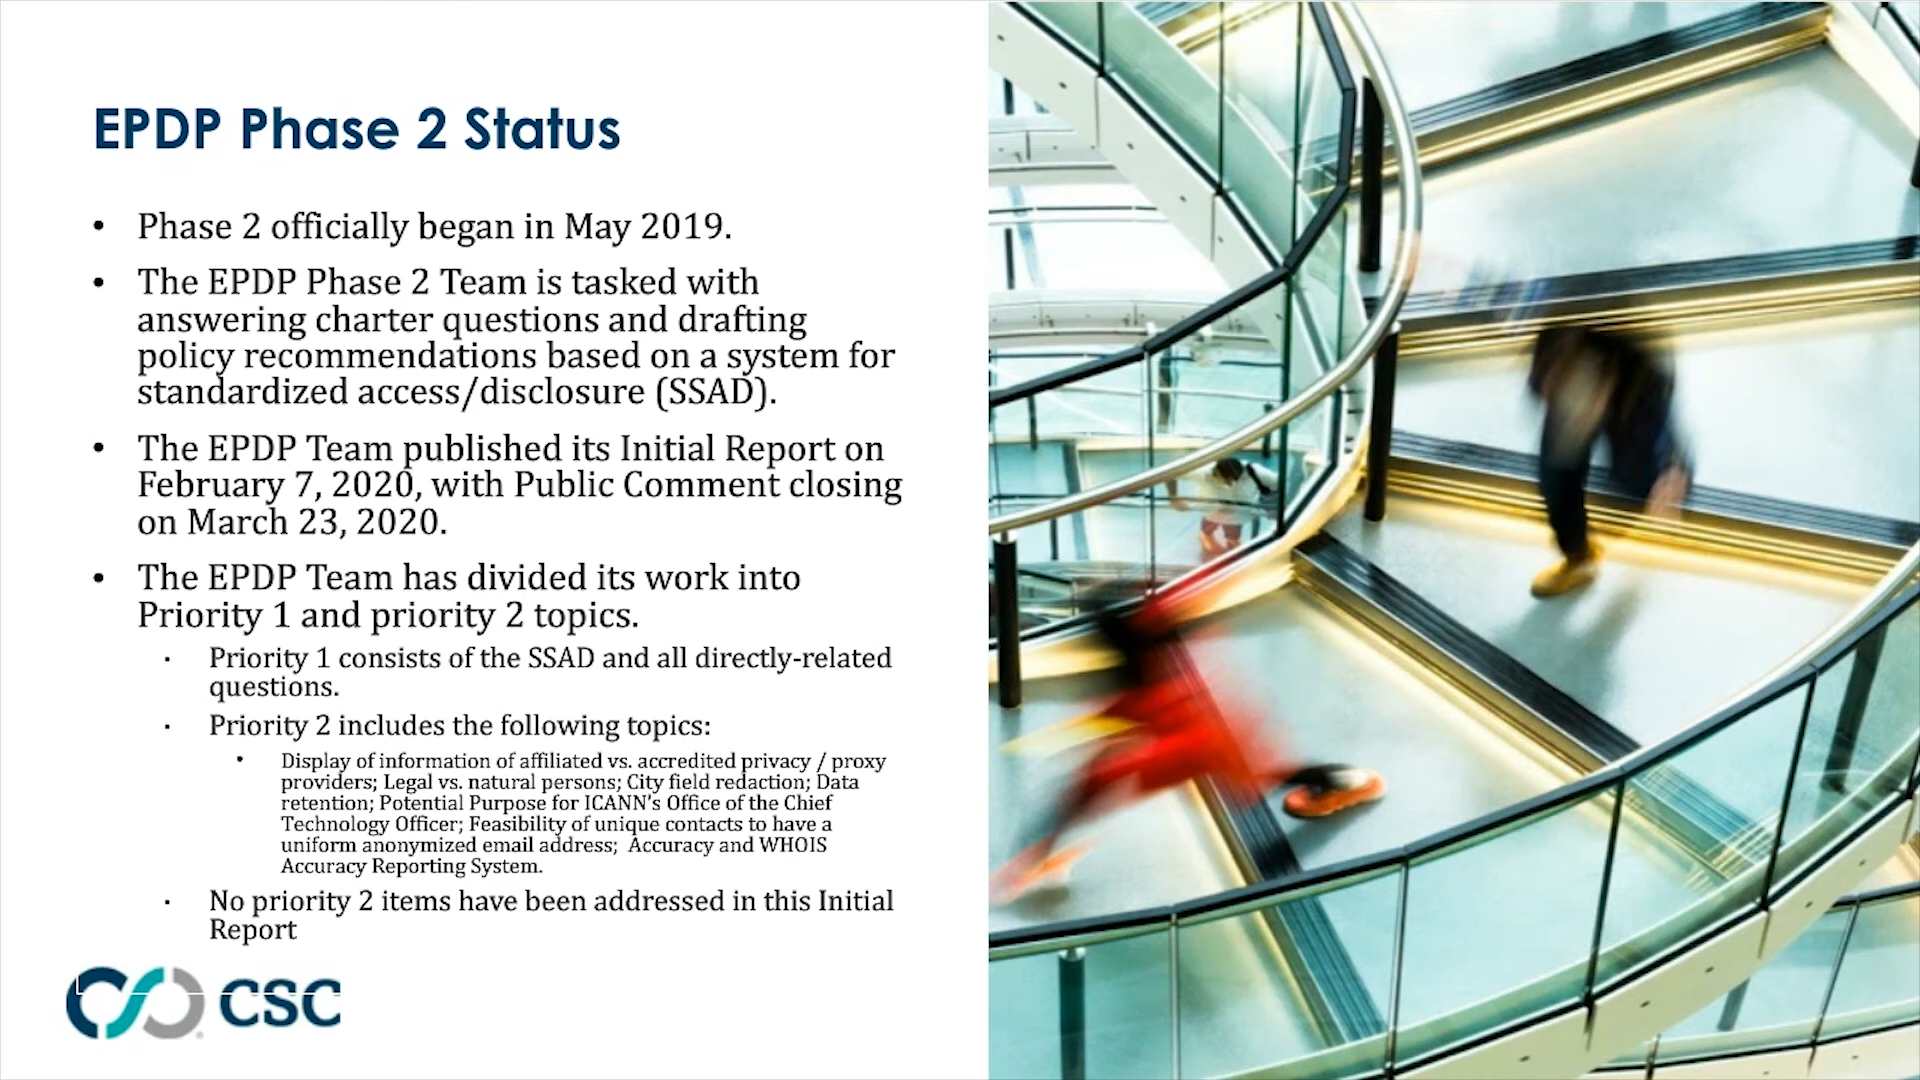 EPDP Phase 2 Status
• Phase 2 officially began in May 2019.
• The EPDP Phase 2 Team is tasked with
answering charter questions and drafting
policy recommendations based on a system for
standardized access/disclosure (SSAD).
• The EPDP Team published its Initial Report on
February 7, 2020, with Public Comment closing
on March 23, 2020.
• The EPDP Team has divided its work into
Priority 1 and priority 2 topics.
· Priority 1 consists of the SSAD and all directly-related
questions.
· Priority 2 includes the following topics:
• Display of information of affiliated vs. accredited privacy / proxy
providers; Legal vs. natural persons; City field redaction; Data
retention; Potential Purpose for ICANN's Office of the Chief
Technology Officer; Feasibility of unique contacts to have a
uniform anonymized email address; Accuracy and WHOIS
Accuracy Reporting System.
· No priority 2 items have been addressed in this Initial
Report
CSC